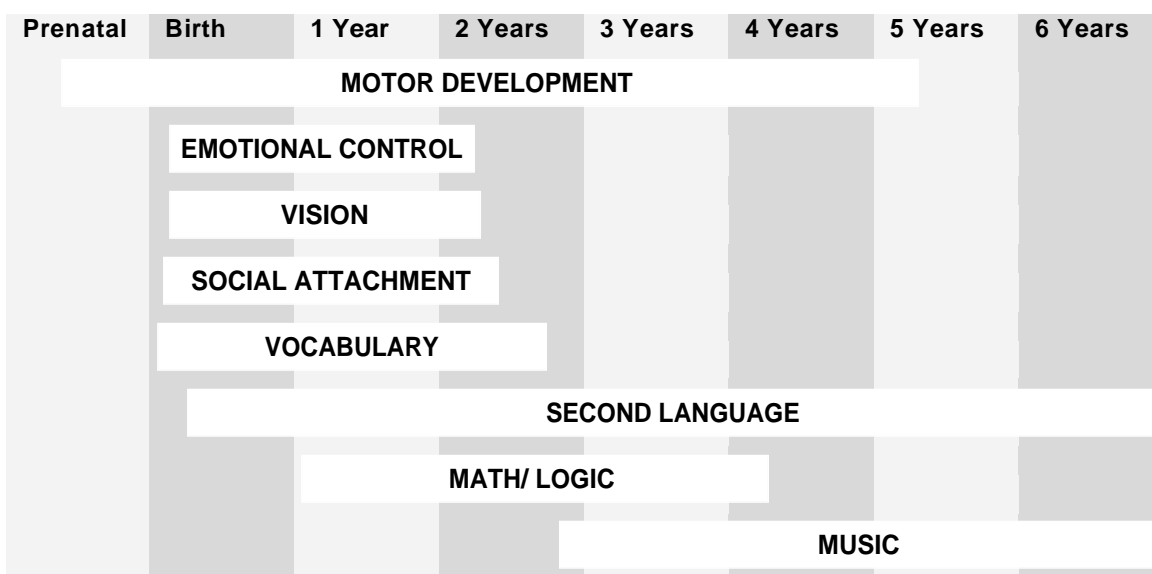 Prenatal Birth 1 Year 2 Years 3 Years 4 Years 5 Years 6 Years
MOTOR DEVELOPMENT
EMOTIONAL CONTROL
VISION
SOCIAL ATTACHMENT
VOCABULARY
SECOND LANGUAGE
MATH/ LOGIC
MUSIC